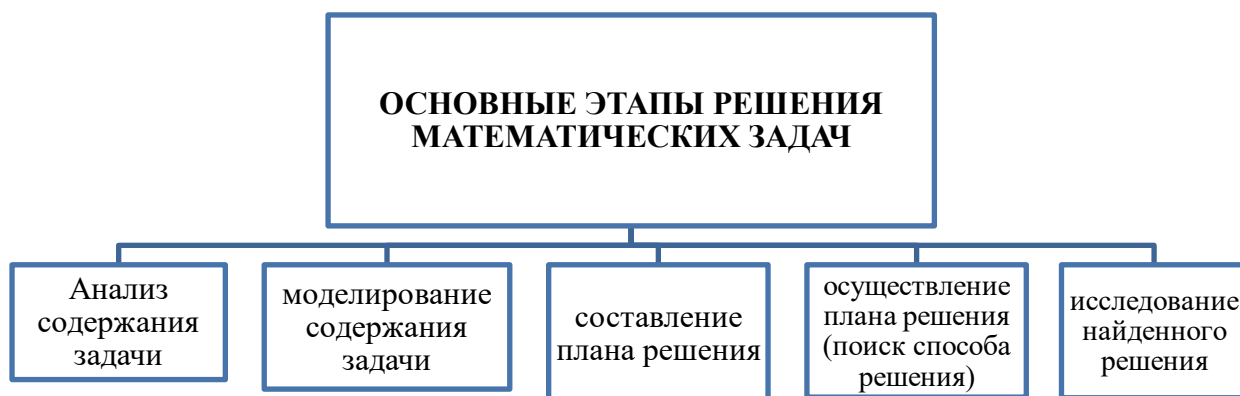 ОСНОВНЫЕ ЭТАПЫ РЕШЕНИЯ
МАТЕМАТИЧЕСКИХ ЗАДАЧ
Анализ
содержания
задачи
моделирование
содержания
задачи
составление
плана решения
осуществление
плана решения
(поиск способа
решения)
исследование
найденного
решения